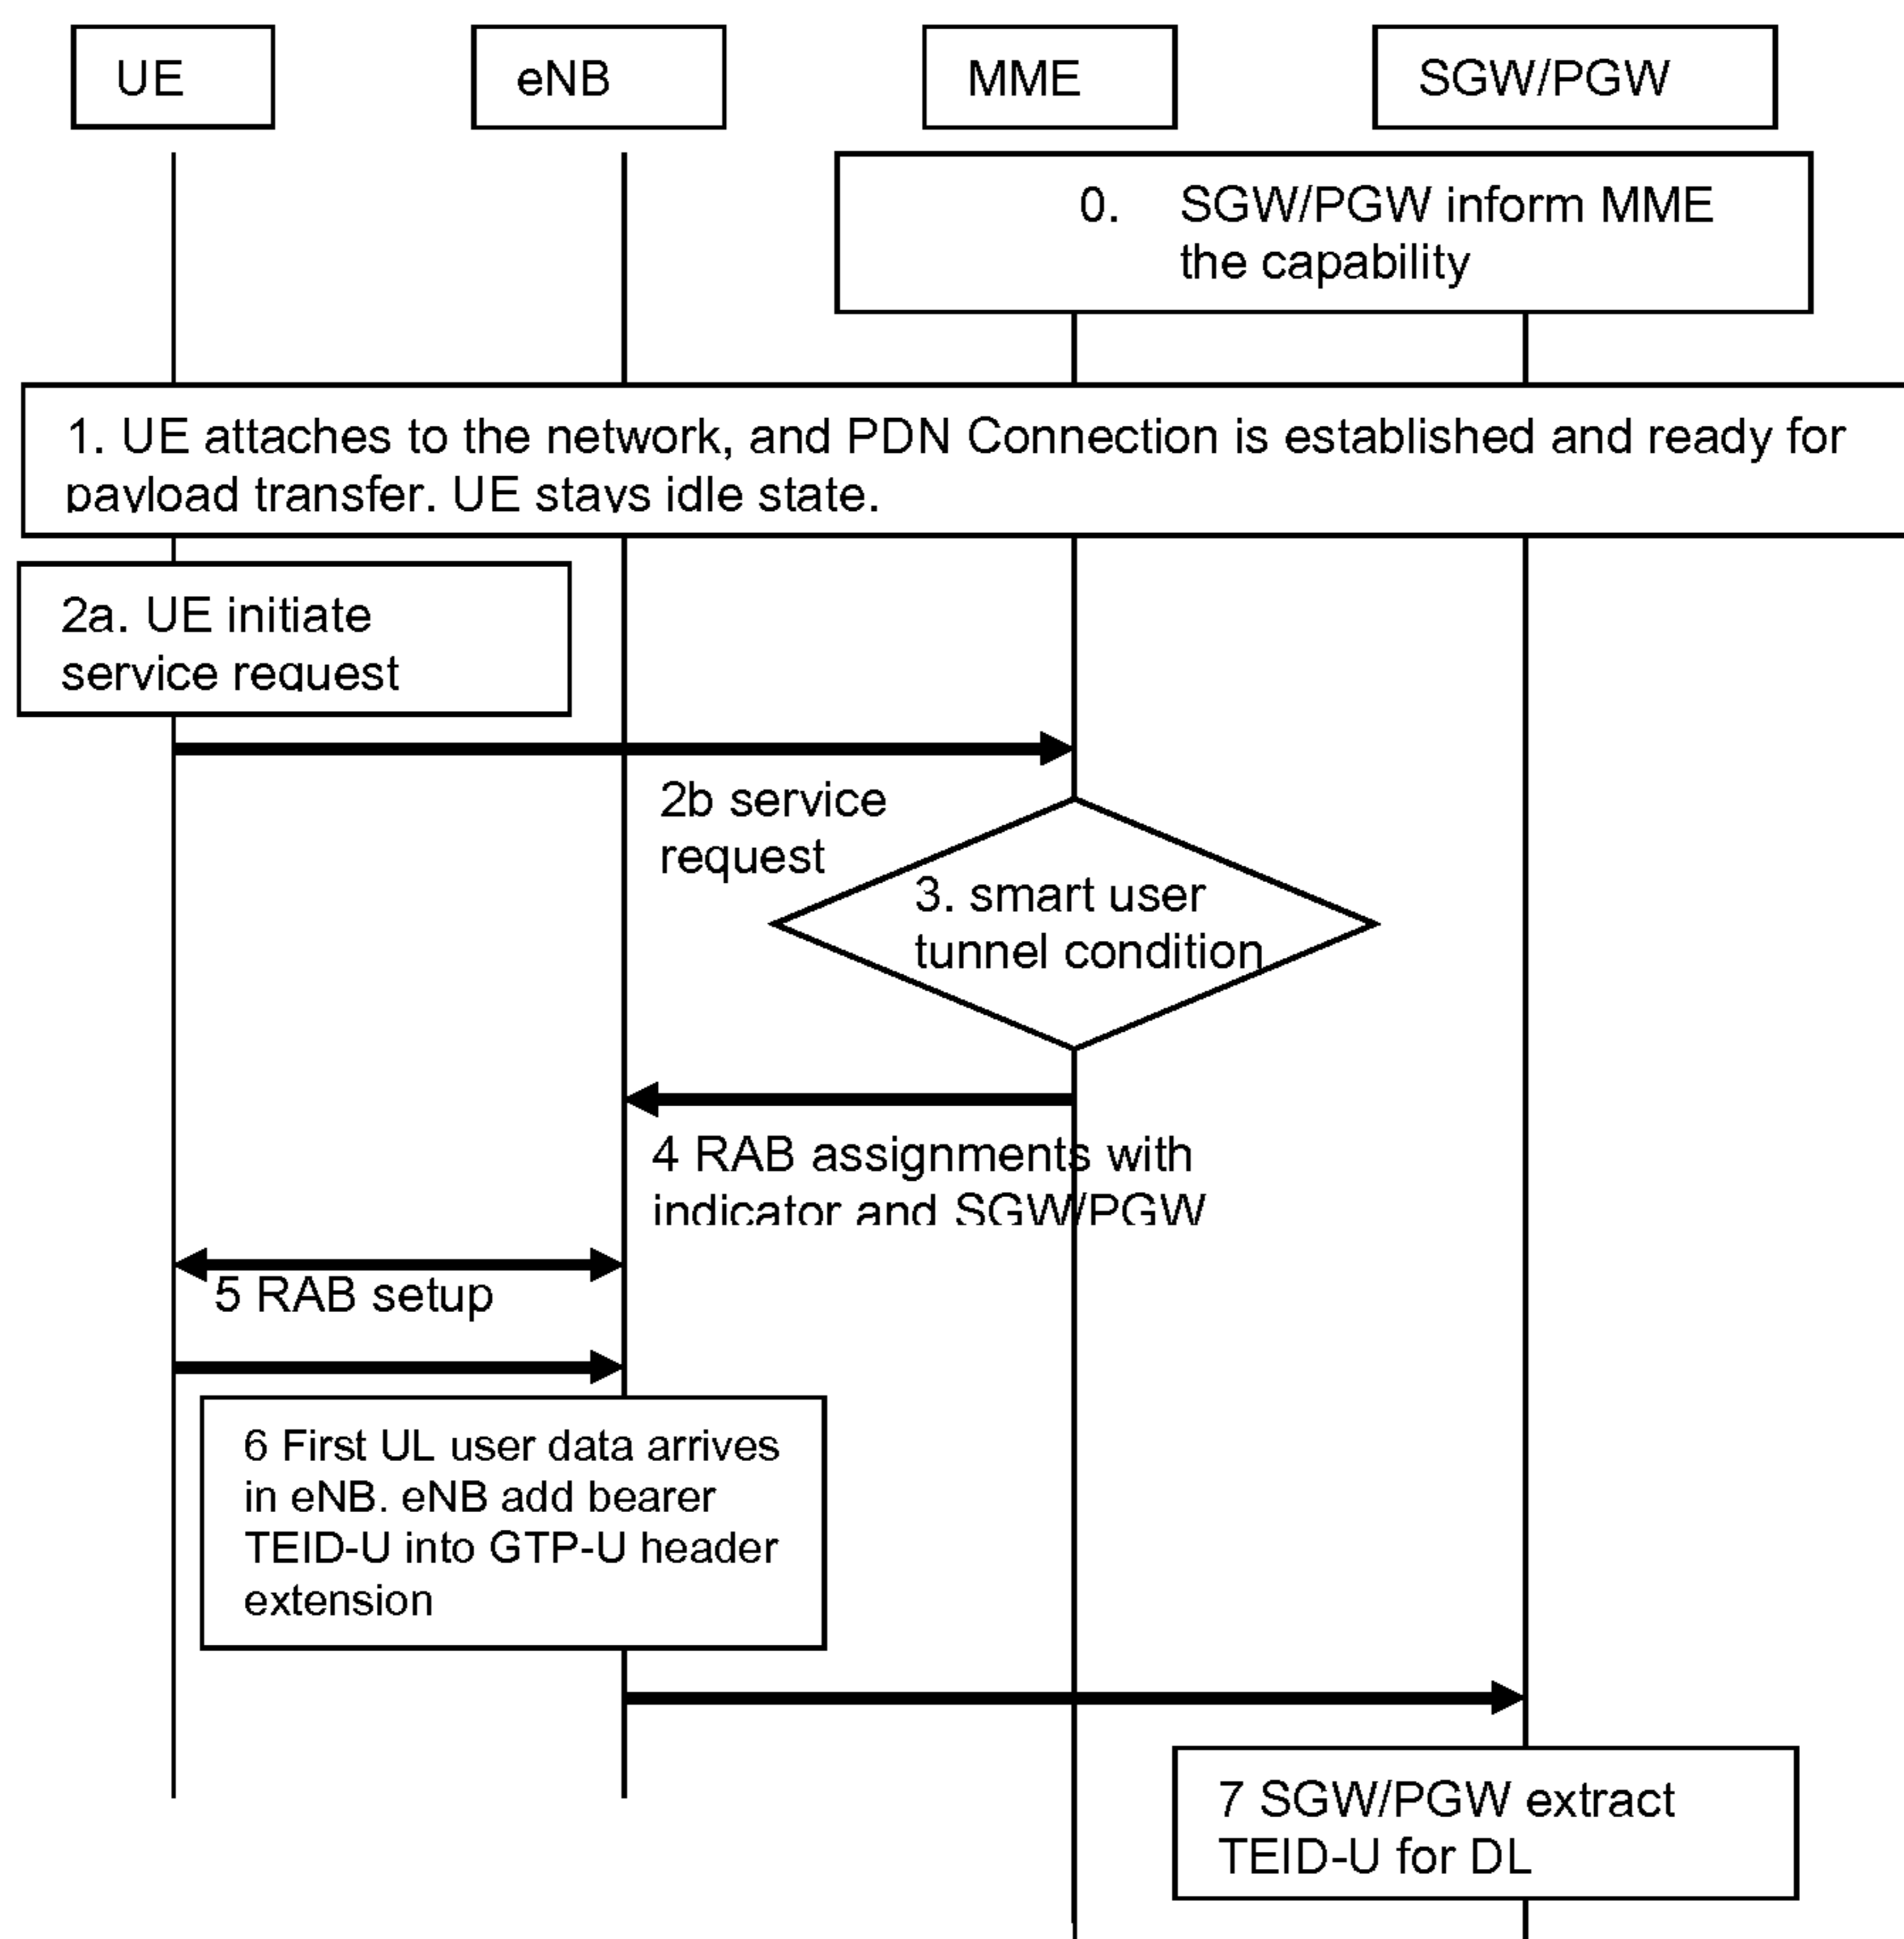 UE
eNB
MME
SGW/PGW
0. SGW/PGW inform MME
the capability
1. UE attaches to the network, and PDN Connection is established and ready for
payload transfer. UE stays idle state.
2a. UE initiate
service request
2b service
request
3. smart user
tunnel condition
4 RAB assignments with
indicator and SGW/PGW
5 RAB setup
6 First UL user data arrives
in eNB. eNB add bearer
TEID-U into GTP-U header
extension
7 SGW/PGW extract
TEID-U for DL